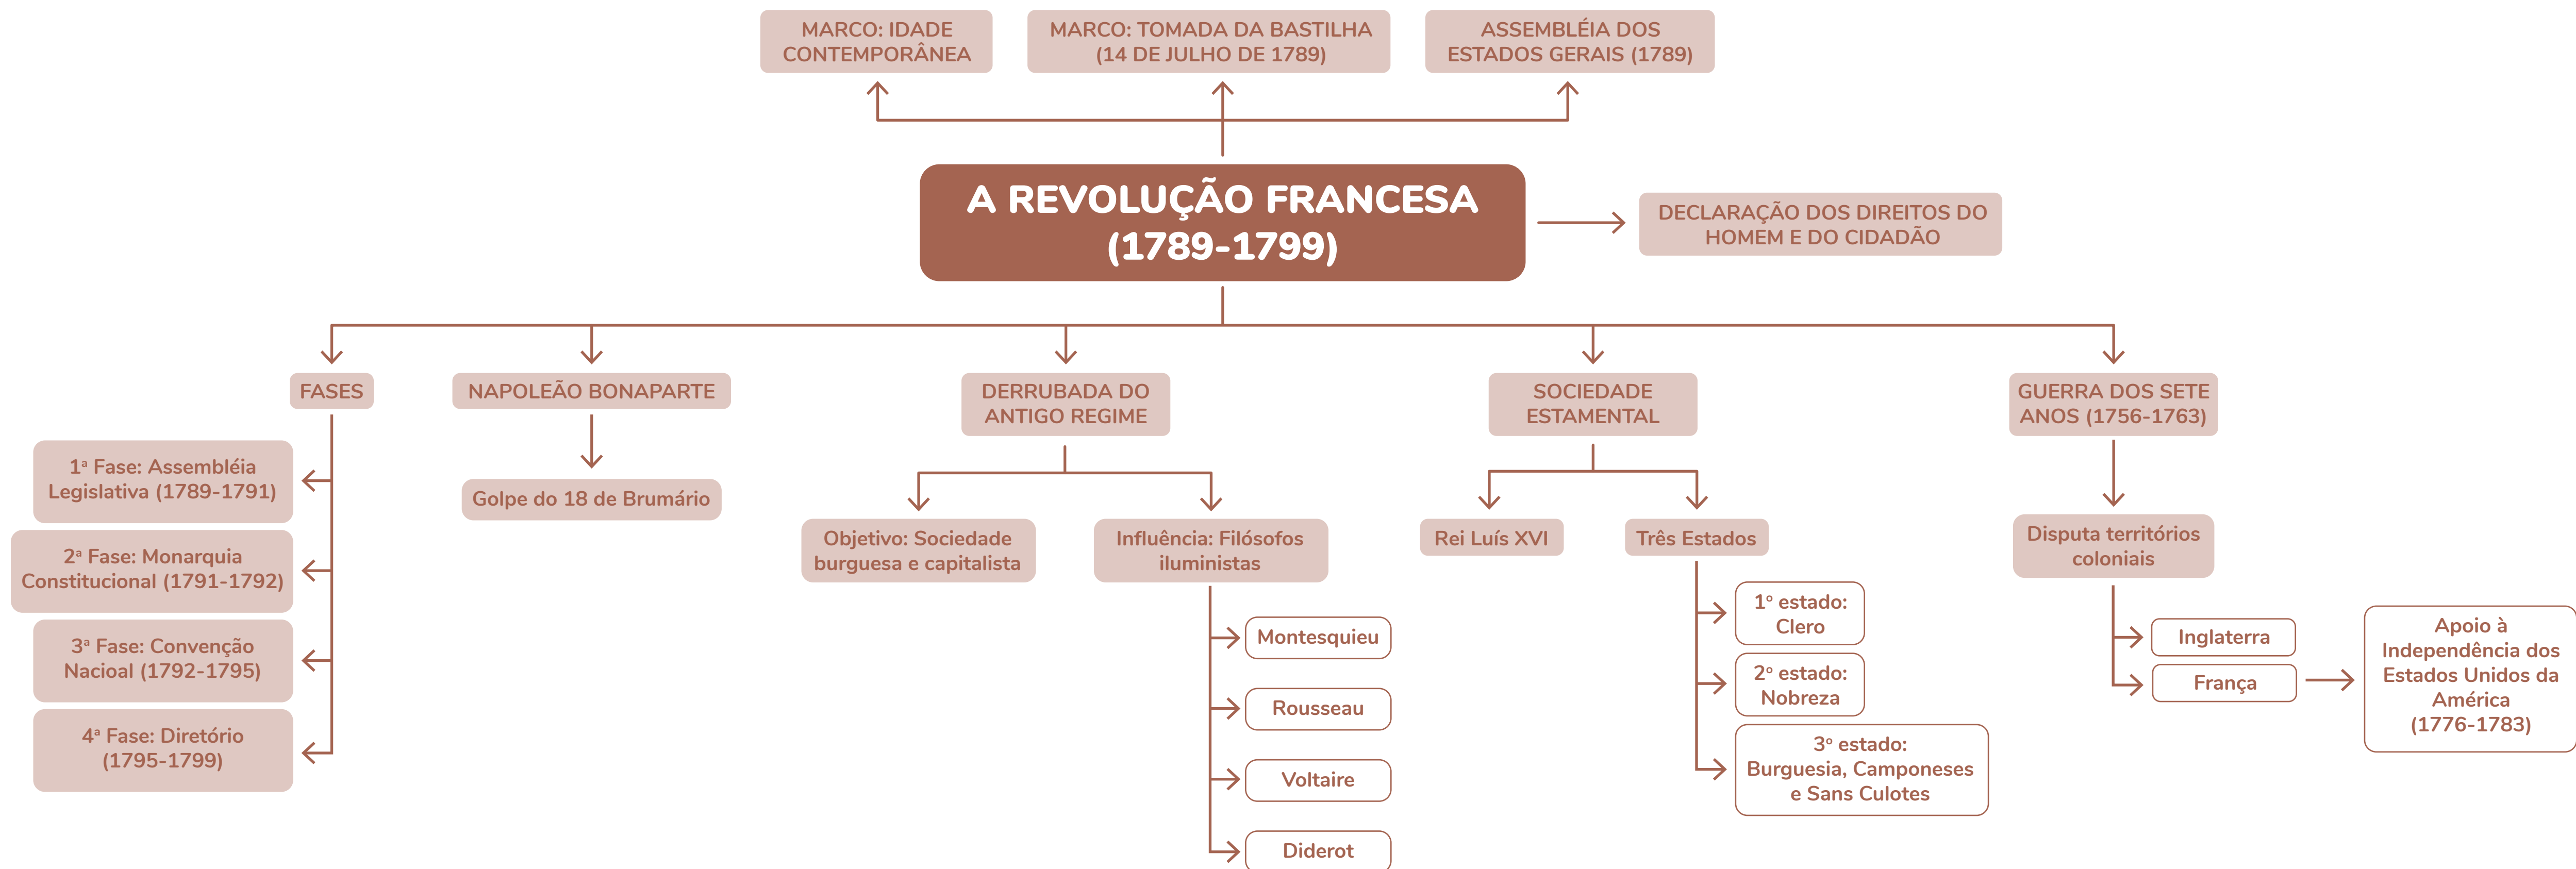 MARCO: IDADE
CONTEMPORÂNEA
MARCO: TOMADA DA BASTILHA
(14 DE JULHO DE 1789)
ASSEMBLÉIA DOS
ESTADOS GERAIS (1789)
A REVOLUÇÃO FRANCESA
(1789-1799)
DECLARAÇÃO DOS DIREITOS DO
HOMEM E DO CIDADÃO
FASES
1ª Fase: Assembléia
Legislativa (1789-1791)
2ª Fase: Monarquia
Constitucional (1791-1792)
3ª Fase: Convenção
Nacioal (1792-1795)
4ª Fase: Diretório
(1795-1799)
NAPOLEÃO BONAPARTE
Golpe do 18 de Brumário
DERRUBADA DO
ANTIGO REGIME
Objetivo: Sociedade
burguesa e capitalista
Influência: Filósofos
iluministas
Montesquieu
Rousseau
Voltaire
Diderot
SOCIEDADE
ESTAMENTAL
Rei Luís XVI
Três Estados
1º estado:
Clero
2º estado:
Nobreza
3º estado:
Burguesia, Camponeses
e Sans Culotes
GUERRA DOS SETE
ANOS (1756-1763)
Disputa territórios
coloniais
Inglaterra
França
Apoio à
Independência dos
Estados Unidos da
América
(1776-1783)